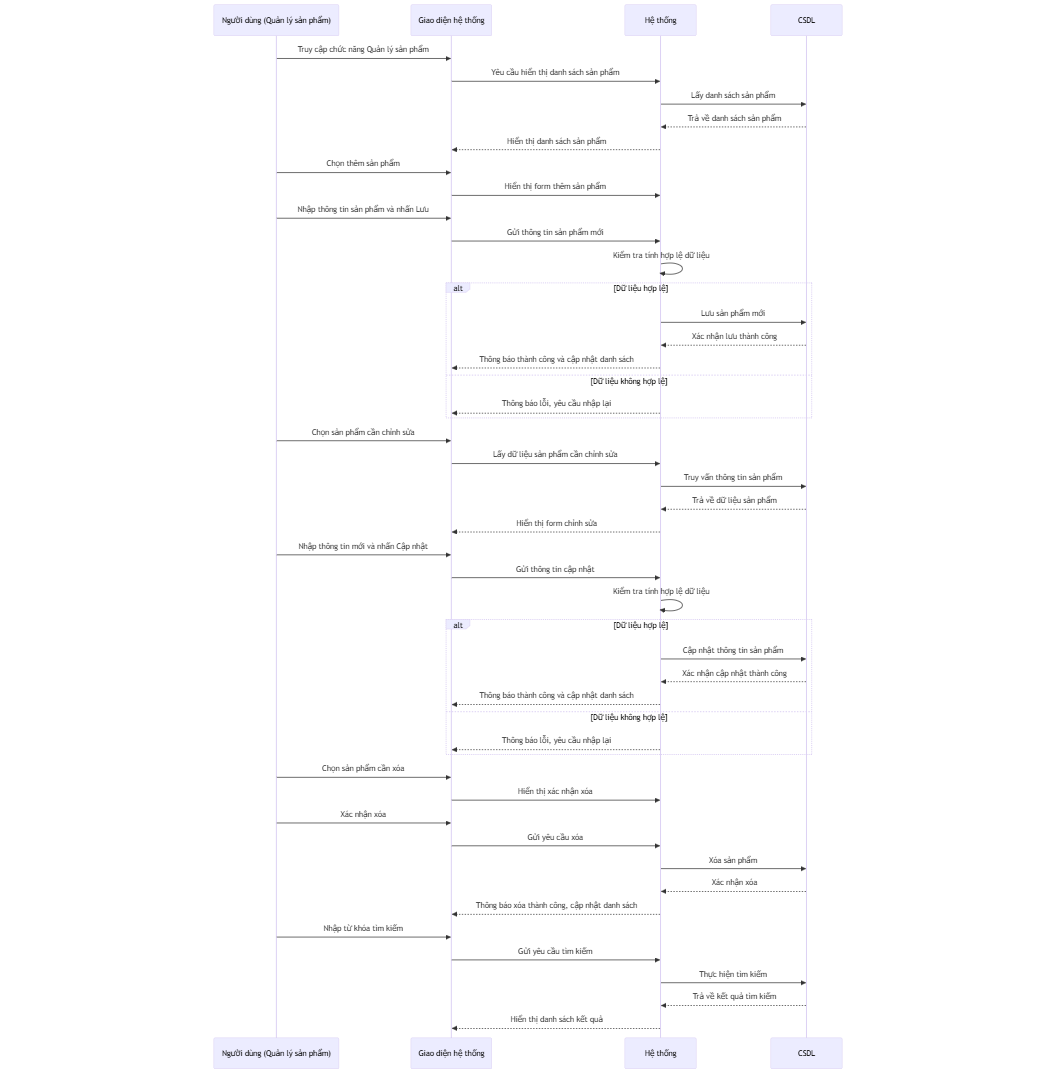 Người dùng (Quản lý sản phẩm)
Giao diện hệ thống
Hệ thống
CSDL
Truy cập chức năng Quản lý sản phẩm
Yêu cầu hiển thị danh sách sản phẩm
Lấy danh sách sản phẩm
Trả về danh sách sản phẩm
Hiển thị danh sách sản phẩm
Chọn thêm sản phẩm
Hiển thị form thêm sản phẩm
Nhập thông tin sản phẩm và nhấn Lưu
Gửi thông tin sản phẩm mới
Kiểm tra tính hợp lệ dữ liệu
alt
[Dữ liệu hợp lệ]
Lưu sản phẩm mới
Xác nhận lưu thành công
Thông báo thành công và cập nhật danh sách
[Dữ liệu không hợp lệ]
Thông báo lỗi, yêu cầu nhập lại
Chọn sản phẩm cần chỉnh sửa
Lấy dữ liệu sản phẩm cần chỉnh sửa
Truy vấn thông tin sản phẩm
Trả về dữ liệu sản phẩm
Hiển thị form chỉnh sửa
Nhập thông tin mới và nhấn Cập nhật
Gửi thông tin cập nhật
Kiểm tra tính hợp lệ dữ liệu
alt
[Dữ liệu hợp lệ]
Cập nhật thông tin sản phẩm
Xác nhận cập nhật thành công
Thông báo thành công và cập nhật danh sách
[Dữ liệu không hợp lệ]
Thông báo lỗi, yêu cầu nhập lại
Chọn sản phẩm cần xóa
Hiển thị xác nhận xóa
Xác nhận xóa
Gửi yêu cầu xóa
Xóa sản phẩm
Xác nhận xóa
Thông báo xóa thành công, cập nhật danh sách
Nhập từ khóa tìm kiếm
Gửi yêu cầu tìm kiếm
Thực hiện tìm kiếm
Trả về kết quả tìm kiếm
Hiển thị danh sách kết quả
Người dùng (Quản lý sản phẩm)
Giao diện hệ thống
Hệ thống
CSDL